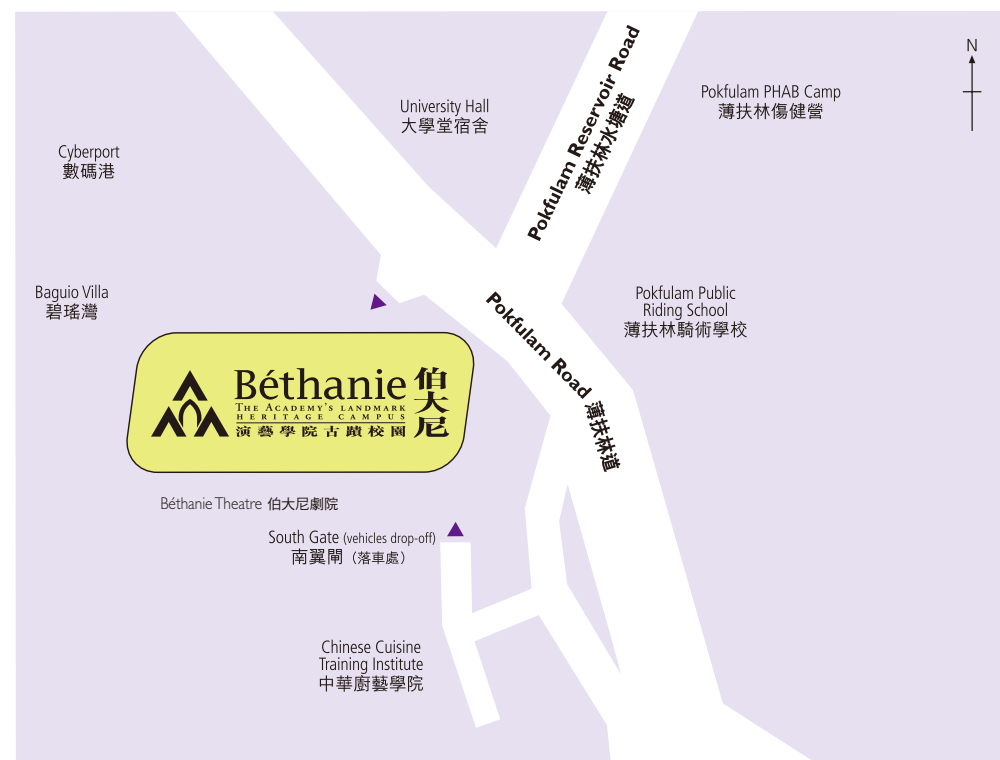 N
Pokfulam Reservoir Road
薄扶林水塘道
Pokfulam PHAB Camp
薄扶林傷健營
University Hall
大學堂宿舍
Cyberport
數碼港
Baguio Villa
碧瑤灣
Pokfulam Public
Riding School
薄扶林騎術學校
Pokfulam Road 薄扶林道
Béthanie
THE ACADEMY'S LANDMARK
HERITAGE CAMPUS
演藝學院古蹟校園
伯大尼
Béthanie Theatre 伯大尼劇院
South Gate (vehicles drop-off)
南翼閘（落車處）
Chinese Cuisine
Training Institute
中華廚藝學院